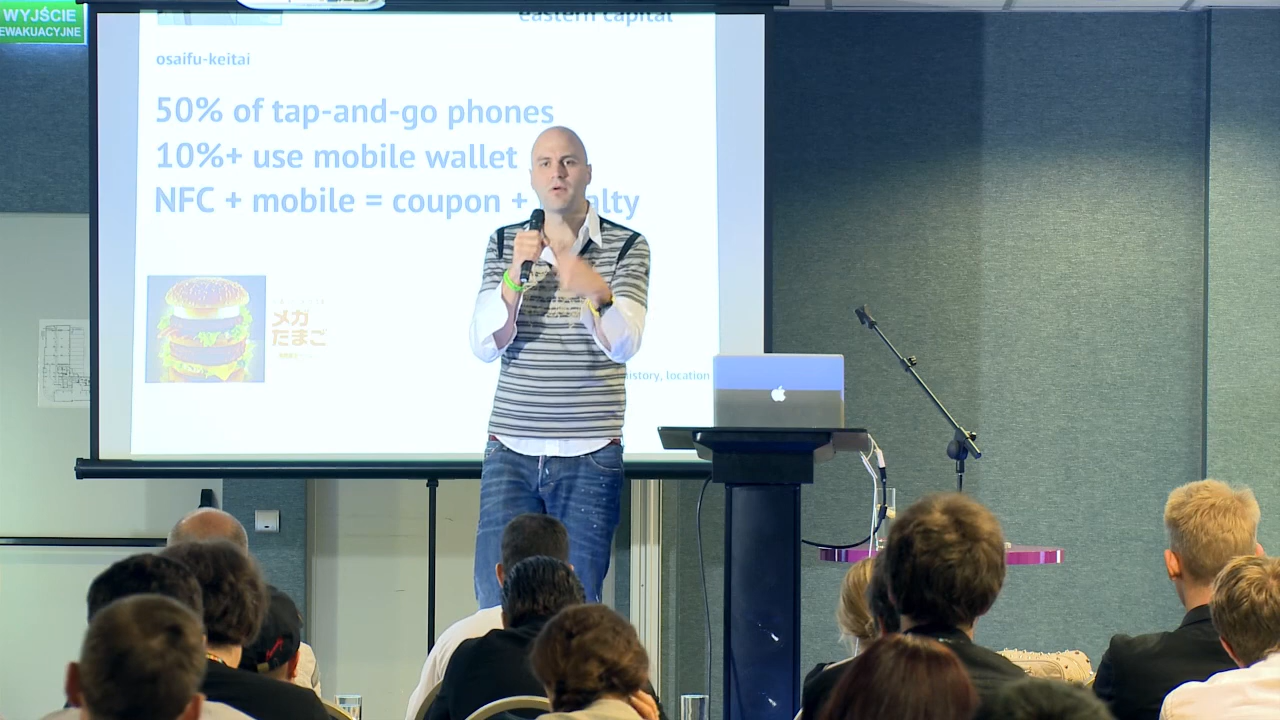 WYJŚCIE
EWAKUACYJNE
eastern capital
osaifu-keitai
50% of tap-and-go phones
10%+ use mobile wallet
NFC + mobile = coupon + alty
メガ
たまご
history, location